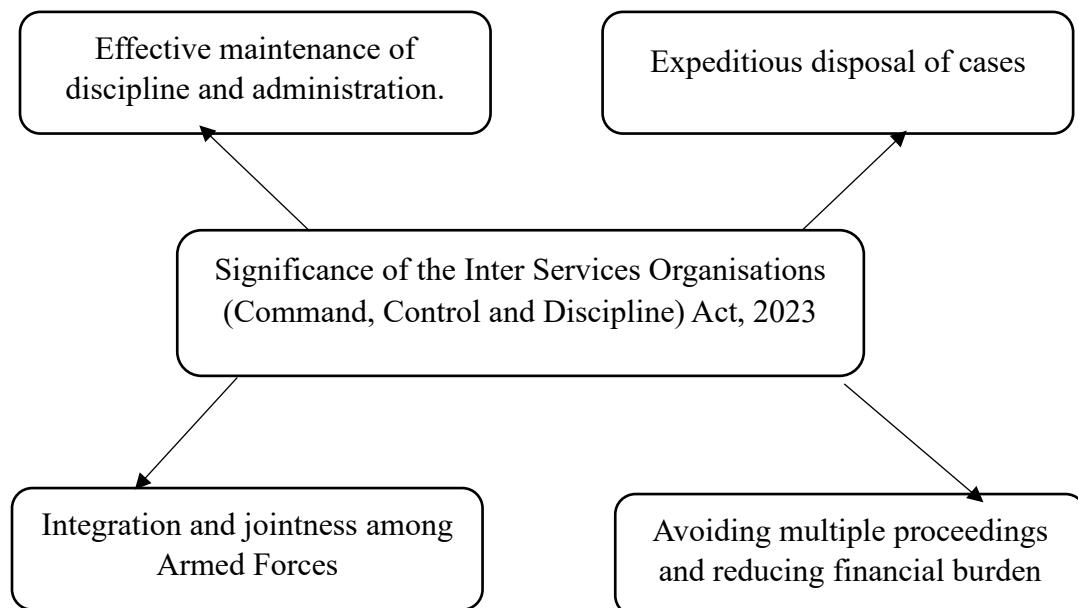 Effective maintenance of
discipline and administration.
Expeditious disposal of cases
Significance of the Inter Services Organisations
(Command, Control and Discipline) Act, 2023
Integration and jointness among
Armed Forces
Avoiding multiple proceedings
and reducing financial burden